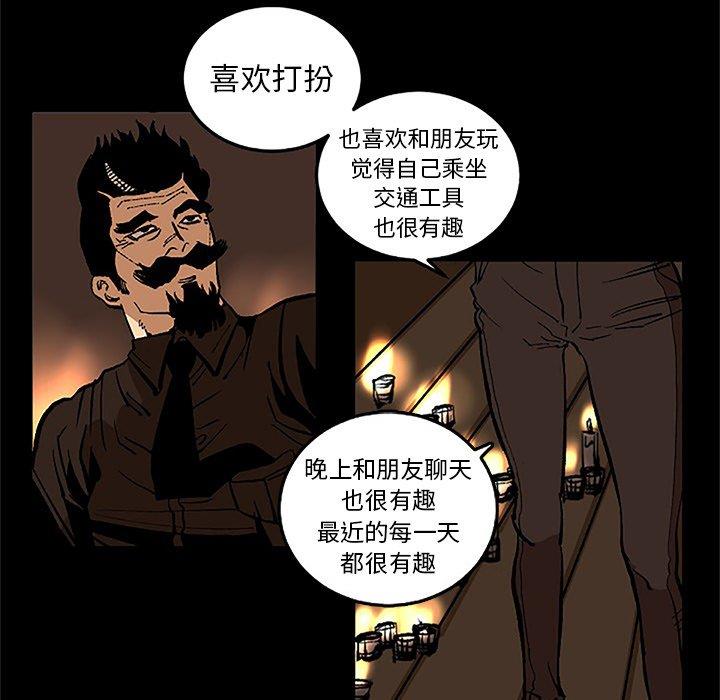 喜欢打扮
也喜欢和朋友玩
觉得自己乘坐
交通工具
也很有趣
晚上和朋友聊天
也很有趣
最近的每一天
都很有趣